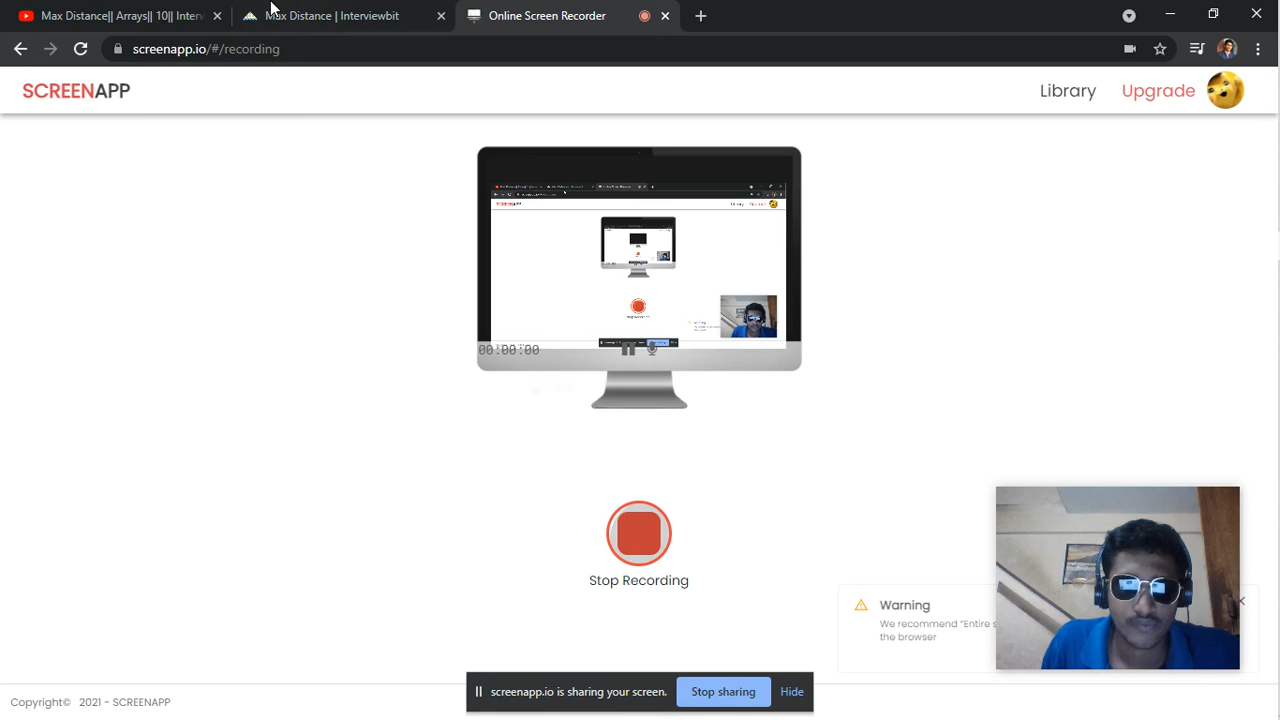 Max Distance|| Arrays|| 10|| Interv
Max Distance | Interviewbit
Online Screen Recorder
screenapp.io/#/recording
SCREENAPP
Library
Upgrade
00:00:00
Stop Recording
Warning
We recommend "Entire s
the browser
screenapp.io is sharing your screen.
Stop sharing
Hide
Copyright© 2021 - SCREENAPP